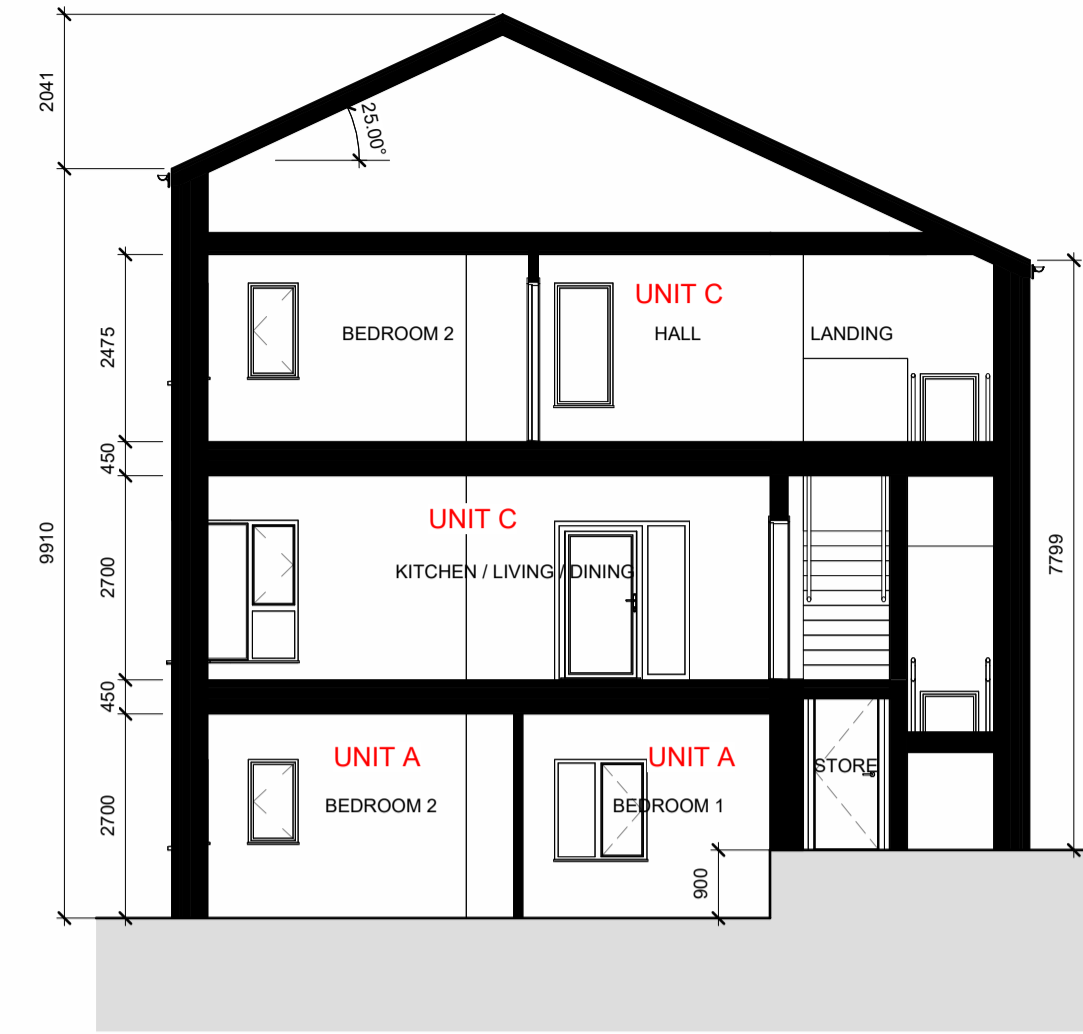 2041
25.00°
9910
7799
2475
UNIT C
BEDROOM 2
HALL
LANDING
450
2700
UNIT C
KITCHEN / LIVING / DINING
450
2700
UNIT A
UNIT A
BEDROOM 2
BEDROOM 1
STORE
900